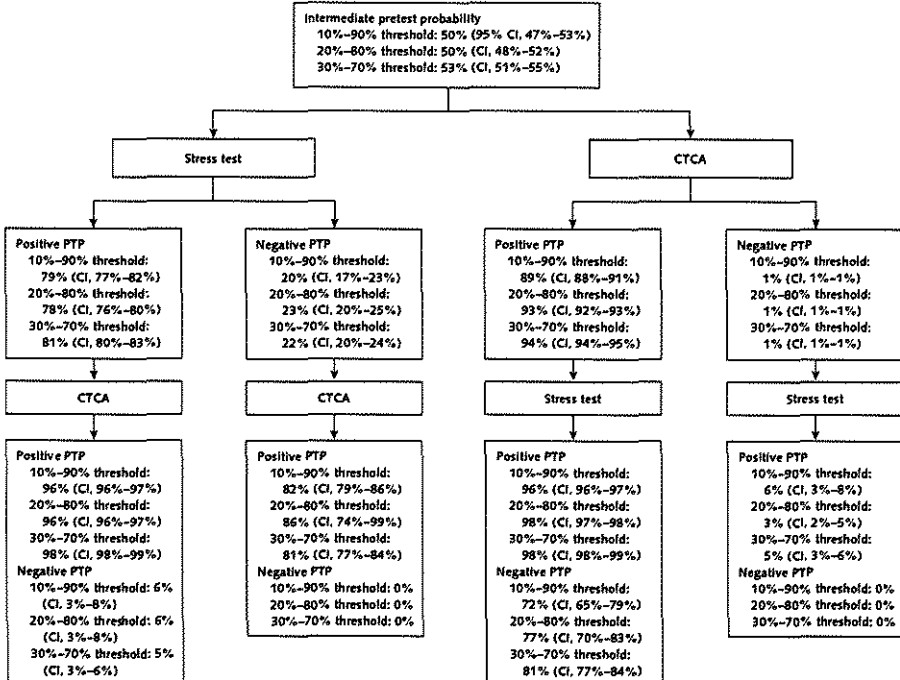 Intermediate pretest probability
10%–90% threshold: 50% (95% CI, 47%–53%)
20%–80% threshold: 50% (CI, 48%–52%)
30%–70% threshold: 53% (CI, 51%–55%)
Stress test
CTCA
Positive PTP
10%–90% threshold:
79% (CI, 77%–82%)
20%–80% threshold:
78% (CI, 76%–80%)
30%–70% threshold:
81% (CI, 80%–83%)
Negative PTP
10%–90% threshold:
20% (CI, 17%–23%)
20%–80% threshold:
23% (CI, 20%–25%)
30%–70% threshold:
22% (CI, 20%–24%)
Positive PTP
10%–90% threshold:
89% (CI, 88%–91%)
20%–80% threshold:
93% (CI, 92%–93%)
30%–70% threshold:
94% (CI, 94%–95%)
Negative PTP
10%–90% threshold:
1% (CI, 1%–1%)
20%–80% threshold:
1% (CI, 1%–1%)
30%–70% threshold:
1% (CI, 1%–1%)
CTCA
CTCA
Stress test
Stress test
Positive PTP
10%–90% threshold:
96% (CI, 96%–97%)
20%–80% threshold:
96% (CI, 96%–97%)
30%–70% threshold:
98% (CI, 98%–99%)
Negative PTP
10%–90% threshold: 6%
(CI, 3%–8%)
20%–80% threshold: 6%
(CI, 3%–8%)
30%–70% threshold: 5%
(CI, 3%–6%)
Positive PTP
10%–90% threshold:
82% (CI, 79%–86%)
20%–80% threshold:
86% (CI, 74%–99%)
30%–70% threshold:
81% (CI, 77%–84%)
Negative PTP
10%–90% threshold: 0%
20%–80% threshold: 0%
30%–70% threshold: 0%
Positive PTP
10%–90% threshold:
96% (CI, 96%–97%)
20%–80% threshold:
98% (CI, 97%–98%)
30%–70% threshold:
98% (CI, 98%–99%)
Negative PTP
10%–90% threshold:
72% (CI, 65%–79%)
20%–80% threshold:
77% (CI, 70%–83%)
30%–70% threshold:
81% (CI, 77%–84%)
Positive PTP
10%–90% threshold:
6% (CI, 3%–8%)
20%–80% threshold:
3% (CI, 2%–5%)
30%–70% threshold:
5% (CI, 3%–6%)
Negative PTP
10%–90% threshold: 0%
20%–80% threshold: 0%
30%–70% threshold: 0%